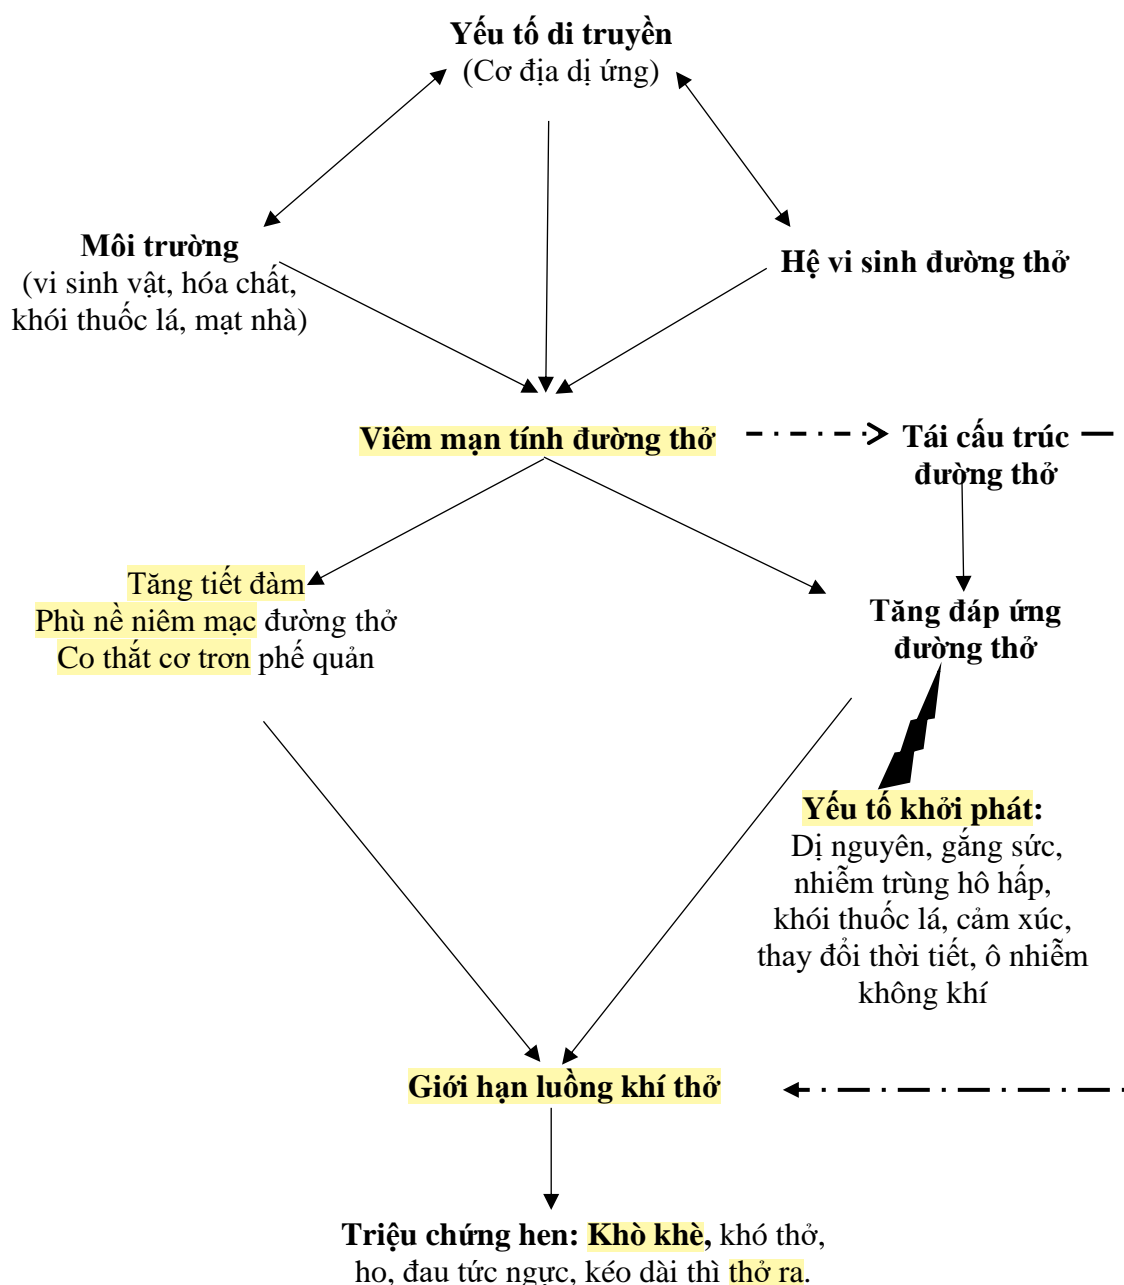 Yếu tố di truyền
(Cơ địa dị ứng)
Môi trường
(vi sinh vật, hóa chất,
khói thuốc lá, mạt nhà)
Hệ vi sinh đường thở
Viêm mạn tính đường thở
Tái cấu trúc
đường thở
Tăng tiết đàm
Phù nề niêm mạc đường thở
Co thắt cơ trơn phế quản
Tăng đáp ứng
đường thở
Yếu tố khởi phát:
Dị nguyên, gắng sức,
nhiễm trùng hô hấp,
khói thuốc lá, cảm xúc,
thay đổi thời tiết, ô nhiễm
không khí
Giới hạn luồng khí thở
Triệu chứng hen: Khò khè, khó thở,
ho, đau tức ngực, kéo dài thì thở ra.